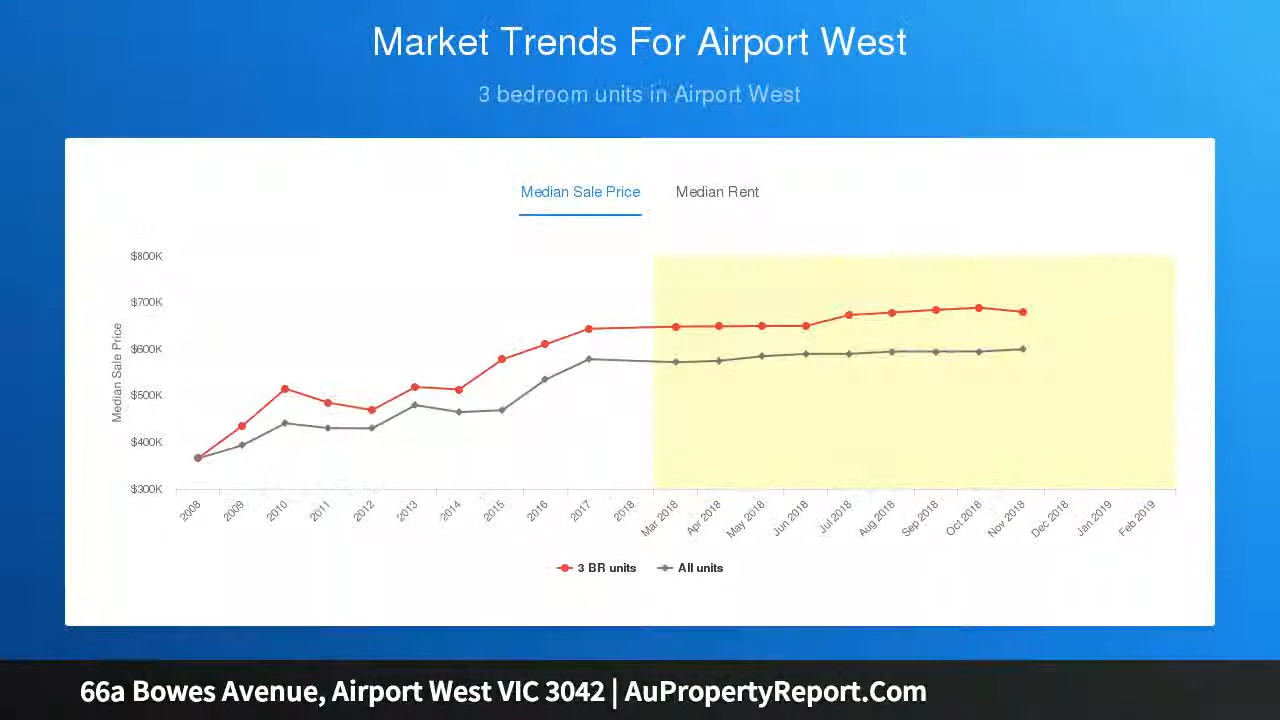 Market Trends For Airport West
3 bedroom units in Airport West
Median Sale Price Median Rent
Median Sale Price
$800K
$700K
$600K
$500K
$400K
$300K
2008 2009 2010 2011 2012 2013 2014 2015 2016 2017 2018 Mar 2018 Apr 2018 May 2018 Jun 2018 Jul 2018 Aug 2018 Sep 2018 Oct 2018 Nov 2018 Dec 2018 Jan 2019 Feb 2019
3 BR units All units
66a Bowes Avenue, Airport West VIC 3042 | AuPropertyReport.Com